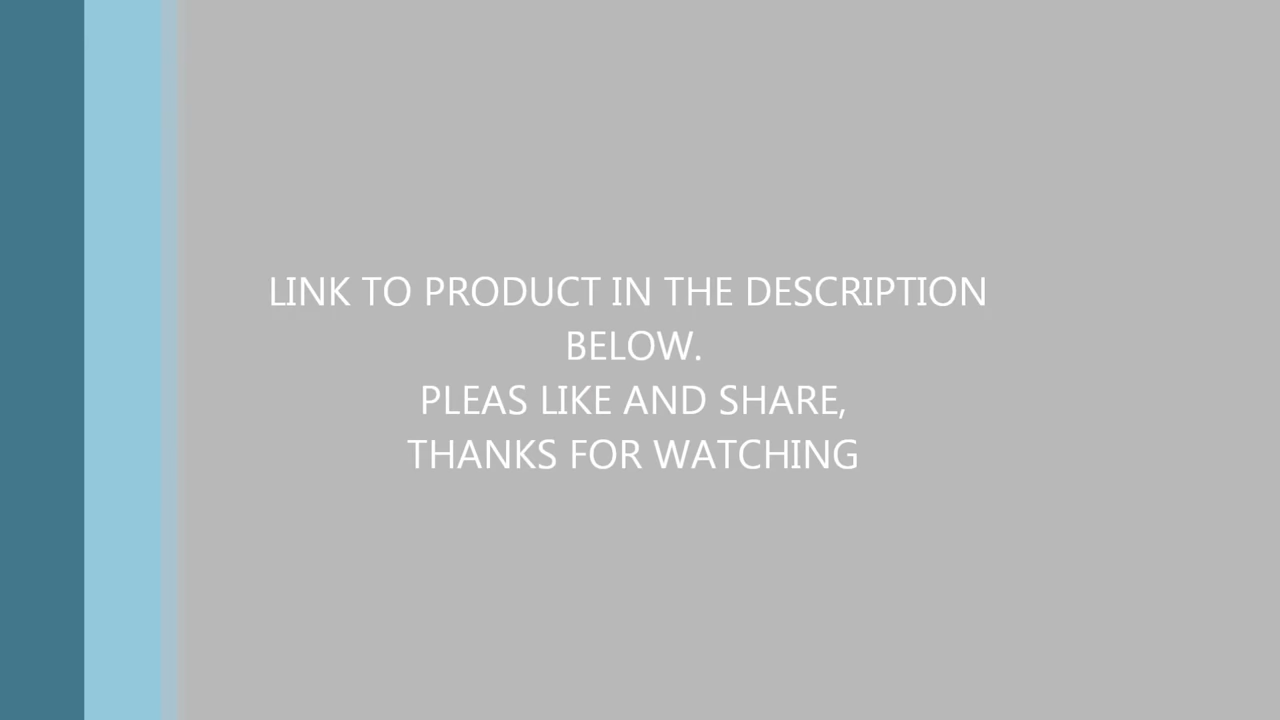 LINK TO PRODUCT IN THE DESCRIPTION
BELOW.
PLEAS LIKE AND SHARE,
THANKS FOR WATCHING